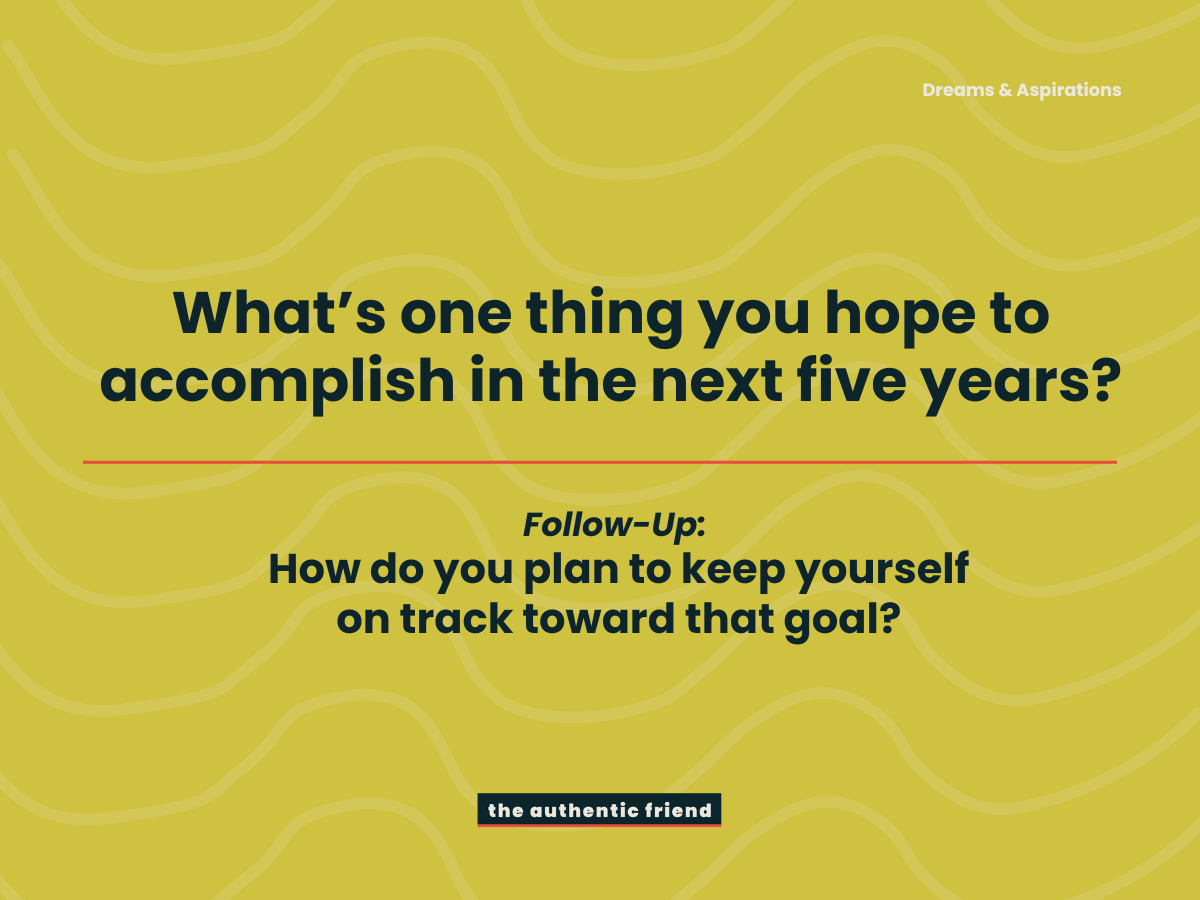 Dreams & Aspirations
What’s one thing you hope to
accomplish in the next five years?
Follow-Up:
How do you plan to keep yourself
on track toward that goal?
the authentic friend